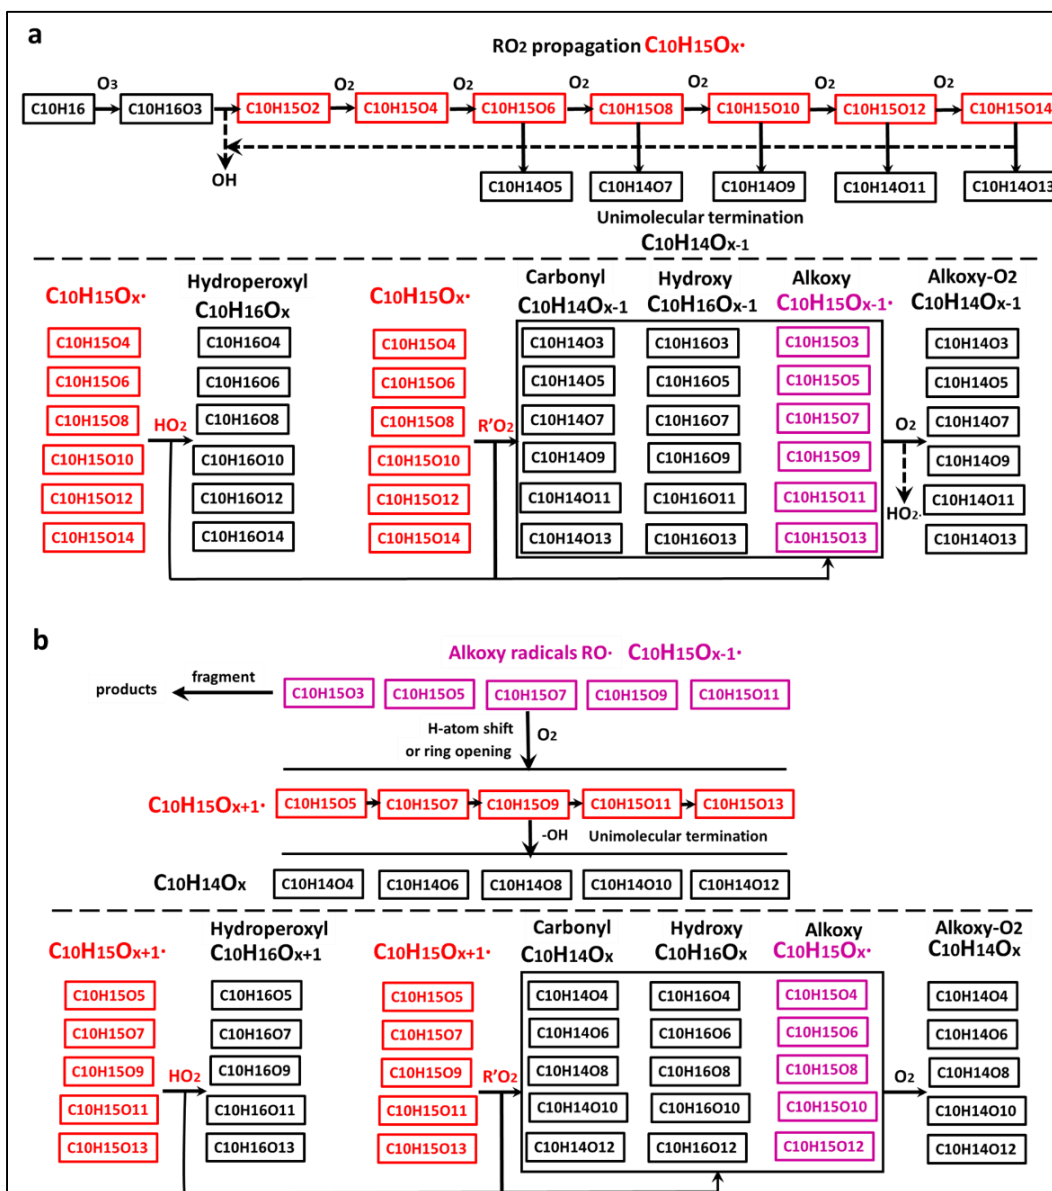 a
RO2 propagation C10H15Ox·
O3 O2 O2 O2 O2 O2 O2
C10H16 C10H16O3 C10H15O2 C10H15O4 C10H15O6 C10H15O8 C10H15O10 C10H15O12 C10H15O14
OH
C10H14O5 C10H14O7 C10H14O9 C10H14O11 C10H14O13
Unimolecular termination
C10H14Ox-1
C10H15Ox·
Hydroperoxyl
C10H16Ox
C10H15Ox·
Carbonyl
C10H14Ox-1
Hydroxy
C10H16Ox-1
Alkoxy
C10H15Ox-1·
Alkoxy-O2
C10H14Ox-1
C10H15O4 C10H16O4 C10H15O4 C10H14O3 C10H16O3 C10H15O3 C10H14O3
C10H15O6 C10H16O6 C10H15O6 C10H14O5 C10H16O5 C10H15O5 C10H14O5
C10H15O8 HO2 C10H16O8 C10H15O8 R'O2 C10H14O7 C10H16O7 C10H15O7 O2 C10H14O7
C10H15O10 C10H16O10 C10H15O10 C10H14O9 C10H16O9 C10H15O9 C10H14O9
C10H15O12 C10H16O12 C10H15O12 C10H14O11 C10H16O11 C10H15O11 HO2· C10H14O11
C10H15O14 C10H16O14 C10H15O14 C10H14O13 C10H16O13 C10H15O13 C10H14O13
b
Alkoxy radicals RO· C10H15Ox-1·
products fragment C10H15O3 C10H15O5 C10H15O7 C10H15O9 C10H15O11
H-atom shift
or ring opening
O2
C10H15Ox+1· C10H15O5 C10H15O7 C10H15O9 C10H15O11 C10H15O13
-OH Unimolecular termination
C10H14Ox C10H14O4 C10H14O6 C10H14O8 C10H14O10 C10H14O12
C10H15Ox+1·
Hydroperoxyl
C10H16Ox+1
C10H15Ox+1·
Carbonyl
C10H14Ox
Hydroxy
C10H16Ox
Alkoxy
C10H15Ox·
Alkoxy-O2
C10H14Ox
C10H15O5 C10H16O5 C10H15O5 C10H14O4 C10H16O4 C10H15O4 C10H14O4
C10H15O7 C10H16O7 C10H15O7 C10H14O6 C10H16O6 C10H15O6 C10H14O6
C10H15O9 HO2 C10H16O9 C10H15O9 R'O2 C10H14O8 C10H16O8 C10H15O8 O2 C10H14O8
C10H15O11 C10H16O11 C10H15O11 C10H14O10 C10H16O10 C10H15O10 C10H14O10
C10H15O13 C10H16O13 C10H15O13 C10H14O12 C10H16O12 C10H15O12 C10H14O12